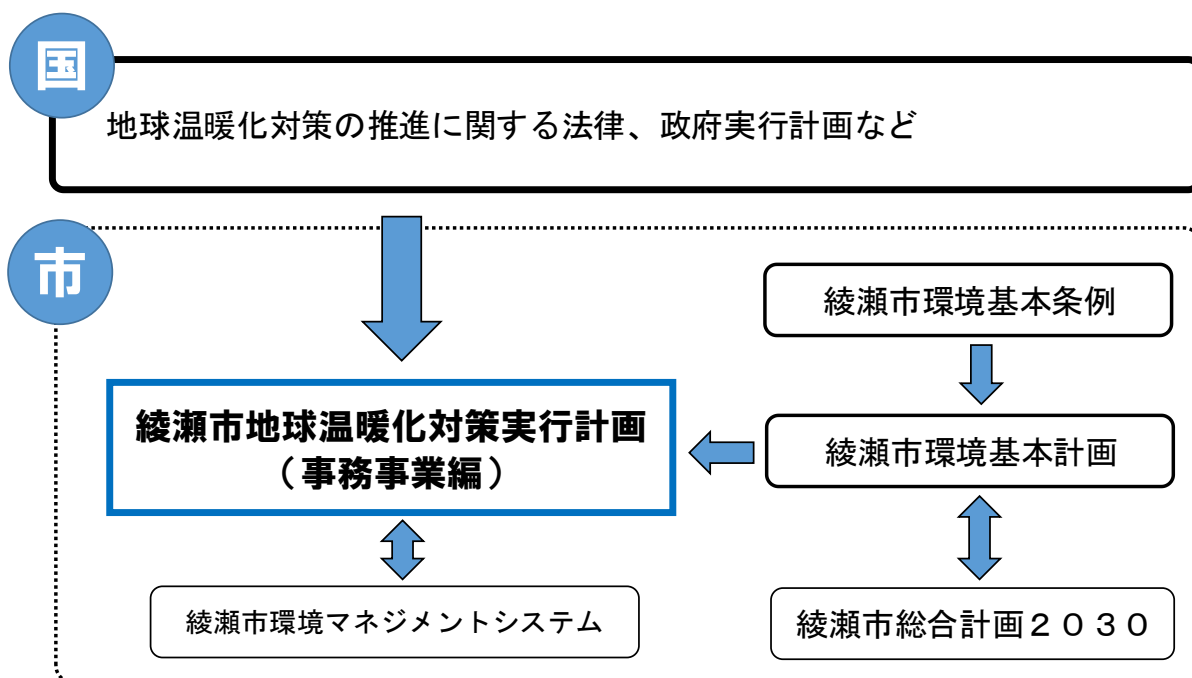 国
地球温暖化対策の推進に関する法律、政府実行計画など
市
綾瀬市環境基本条例
綾瀬市地球温暖化対策実行計画
（事務事業編）
綾瀬市環境基本計画
綾瀬市環境マネジメントシステム
綾瀬市総合計画２０３０